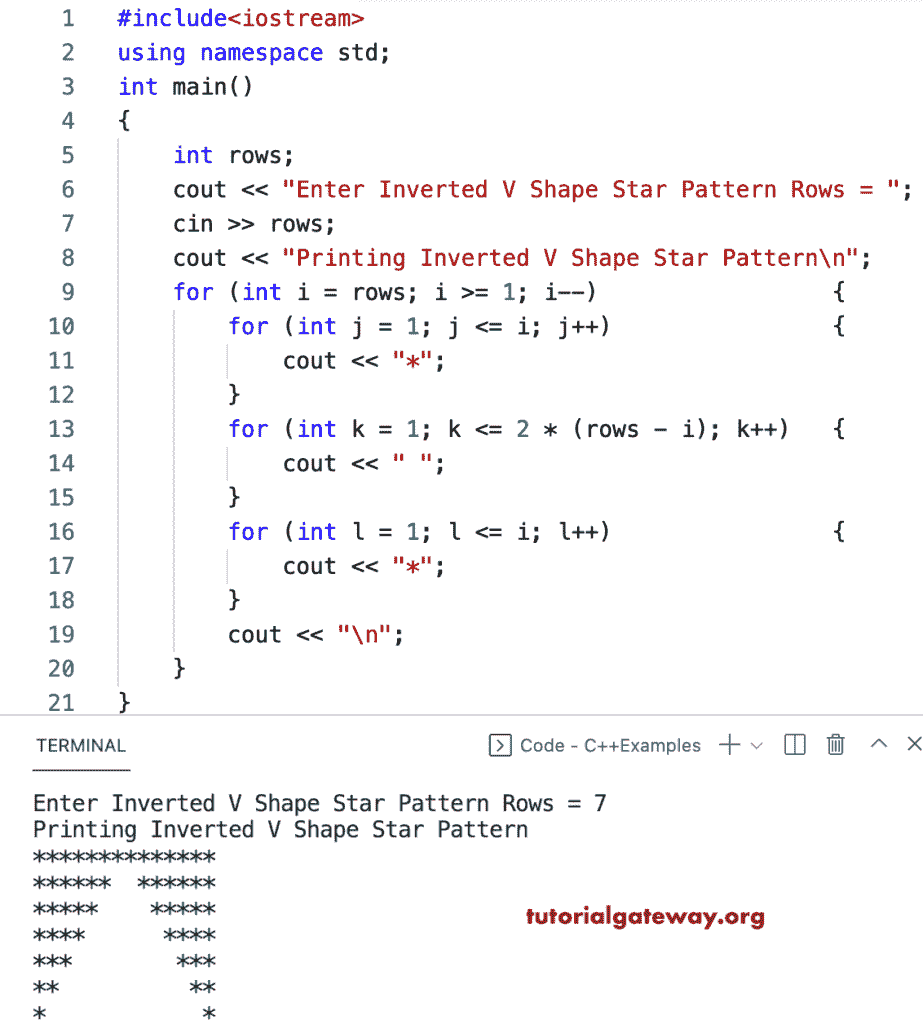 1 #include<iostream>
2 using namespace std;
3 int main()
4 {
5     int rows;
6     cout << "Enter Inverted V Shape Star Pattern Rows = ";
7     cin >> rows;
8     cout << "Printing Inverted V Shape Star Pattern\n";
9     for (int i = rows; i >= 1; i--)                 {
10         for (int j = 1; j <= i; j++)                {
11             cout << "*";
12         }
13         for (int k = 1; k <= 2 * (rows - i); k++)   {
14             cout << " ";
15         }
16         for (int l = 1; l <= i; l++)                {
17             cout << "*";
18         }
19         cout << "\n";
20     }
21 }
TERMINAL Code - C++Examples
Enter Inverted V Shape Star Pattern Rows = 7
Printing Inverted V Shape Star Pattern
**************
******  ******
*****    *****
tutorialgateway.org
****      ****
***        ***
**          **
*            *